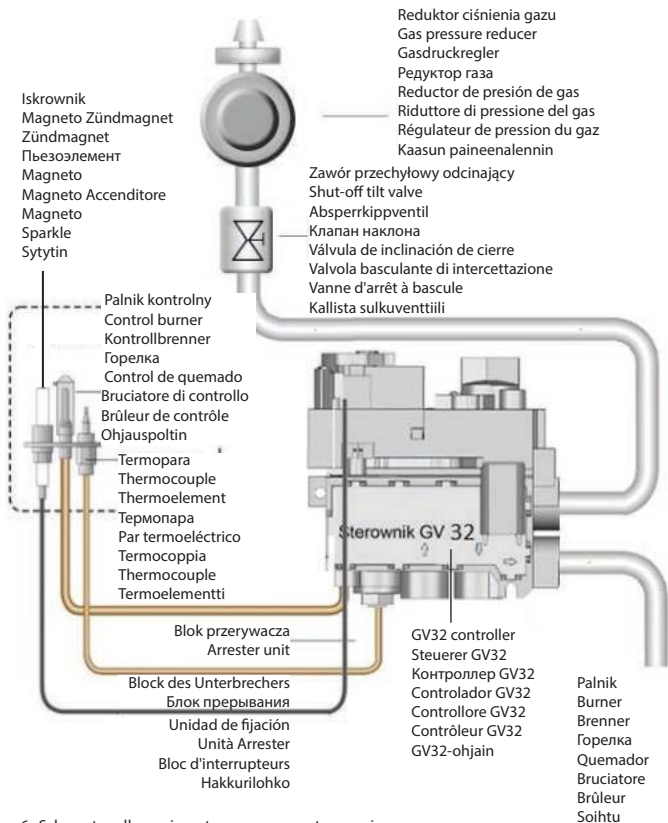 Reduktor ciśnienia gazu
Gas pressure reducer
Gasdruckregler
Редуктор газа
Reductor de presión de gas
Riduttore di pressione del gas
Régulateur de pression du gaz
Kaasun paineenalennin
Iskrownik
Magneto Zündmagnet
Zündmagnet
Пьезоэлемент
Magneto
Magneto Accenditore
Magneto
Sparkle
Sytytin
Zawór przechyłowy odcinający
Shut-off tilt valve
Absperrkippventil
Клапан наклона
Válvula de inclinación de cierre
Valvola basculante di intercettazione
Vanne d'arrêt à bascule
Kallista sulkuventtiili
Palnik kontrolny
Control burner
Kontrollbrenner
Горелка
Control de quemado
Bruciatore di controllo
Brûleur de contrôle
Ohjauspoltin
Termopara
Thermocouple
Thermoelement
Термопара
Par termoeléctrico
Termocoppia
Thermocouple
Termoelementti
Sterownik GV 32
Blok przerywacza
Arrester unit
Block des Unterbrechers
Блок прерывания
Unidad de fijación
Unità Arrester
Bloc d'interrupteurs
Hakkurilohko
GV32 controller
Steuerer GV32
Контроллер GV32
Controlador GV32
Controllore GV32
Contrôleur GV32
GV32-ohjain
Palnik
Burner
Brenner
Горелка
Quemador
Bruciatore
Brûleur
Soihtu